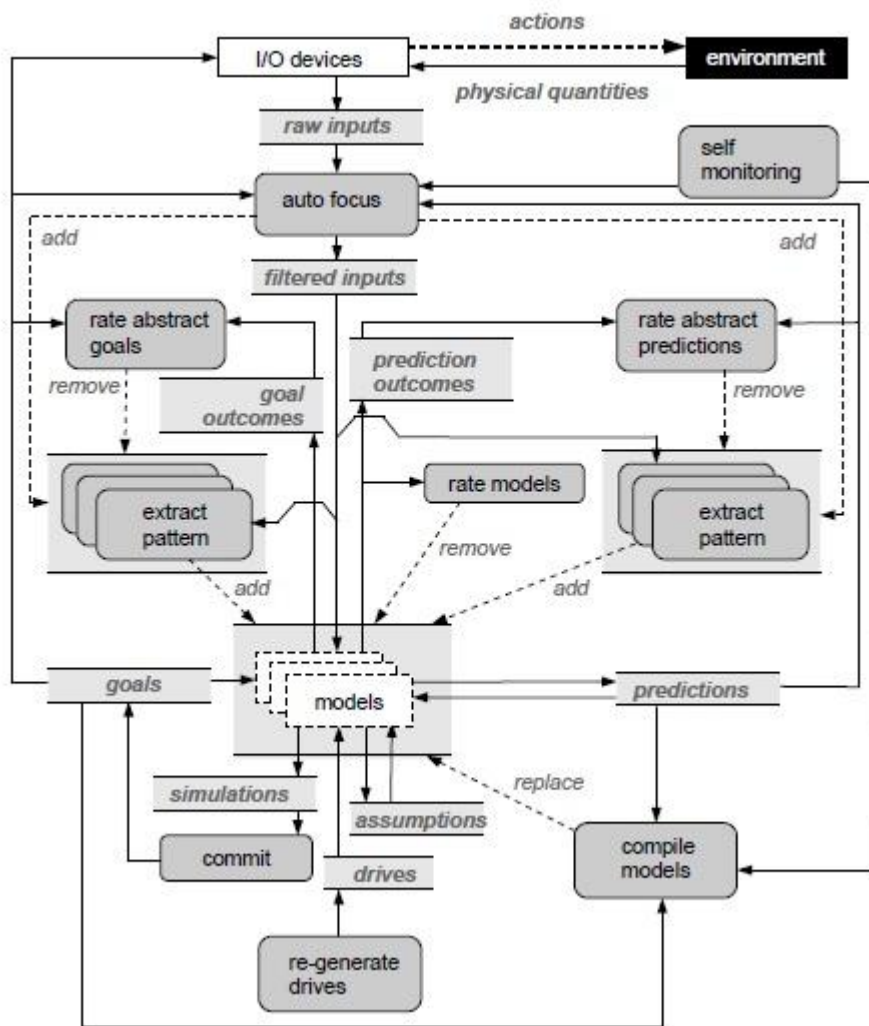 actions
I/O devices
environment
physical quantities
raw inputs
self
monitoring
auto focus
add
add
filtered inputs
rate abstract
goals
rate abstract
predictions
prediction
outcomes
remove
goal
outcomes
remove
rate models
extract
pattern
extract
pattern
remove
add
add
goals
predictions
models
simulations
replace
assumptions
commit
compile
models
drives
re-generate
drives